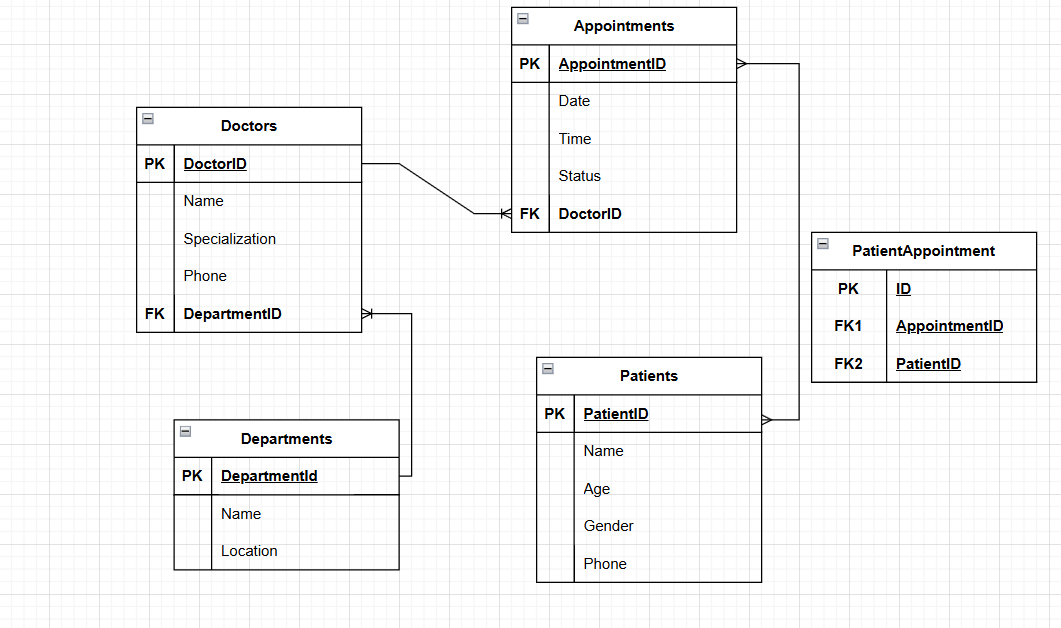 Appointments
PK AppointmentID
Date
Time
Status
FK DoctorID
Doctors
PK DoctorID
Name
Specialization
Phone
FK DepartmentID
PatientAppointment
PK ID
FK1 AppointmentID
FK2 PatientID
Patients
PK PatientID
Name
Age
Gender
Phone
Departments
PK DepartmentId
Name
Location